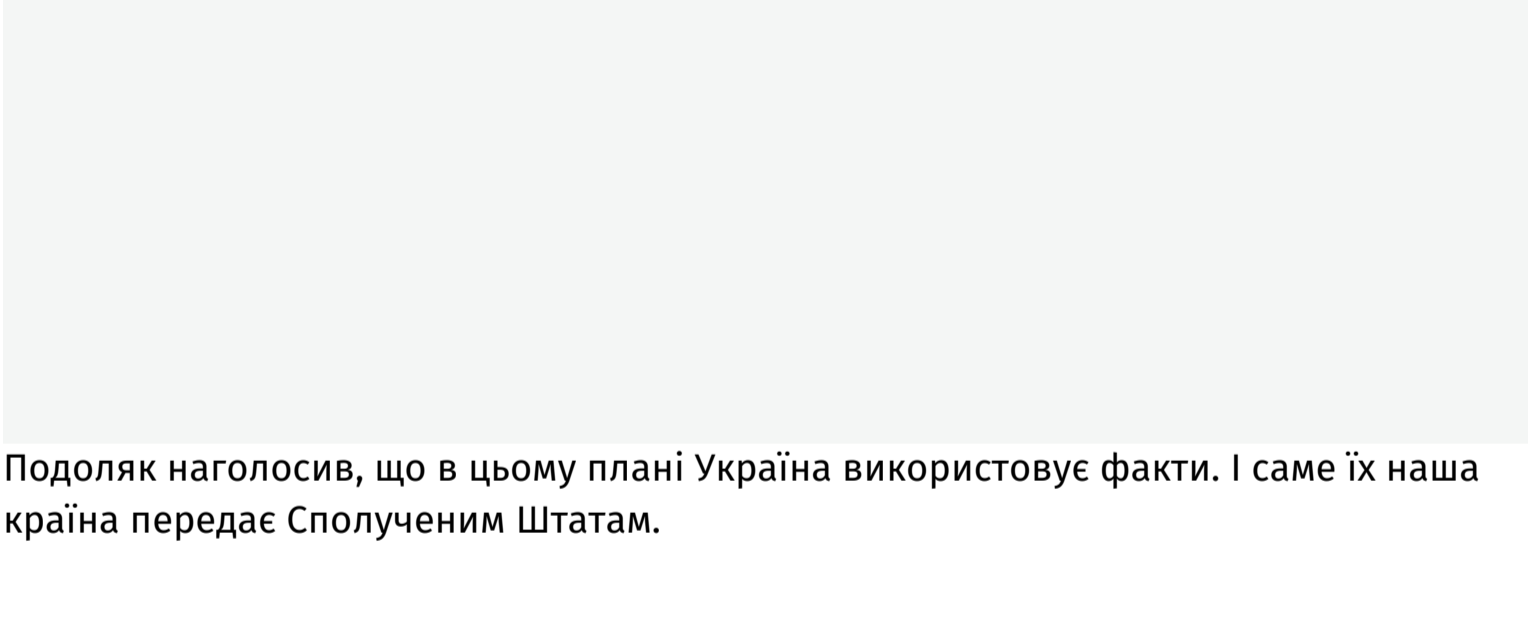 Подоляк наголосив, що в цьому плані Україна використовує факти. І саме їх наша
країна передає Сполученим Штатам.